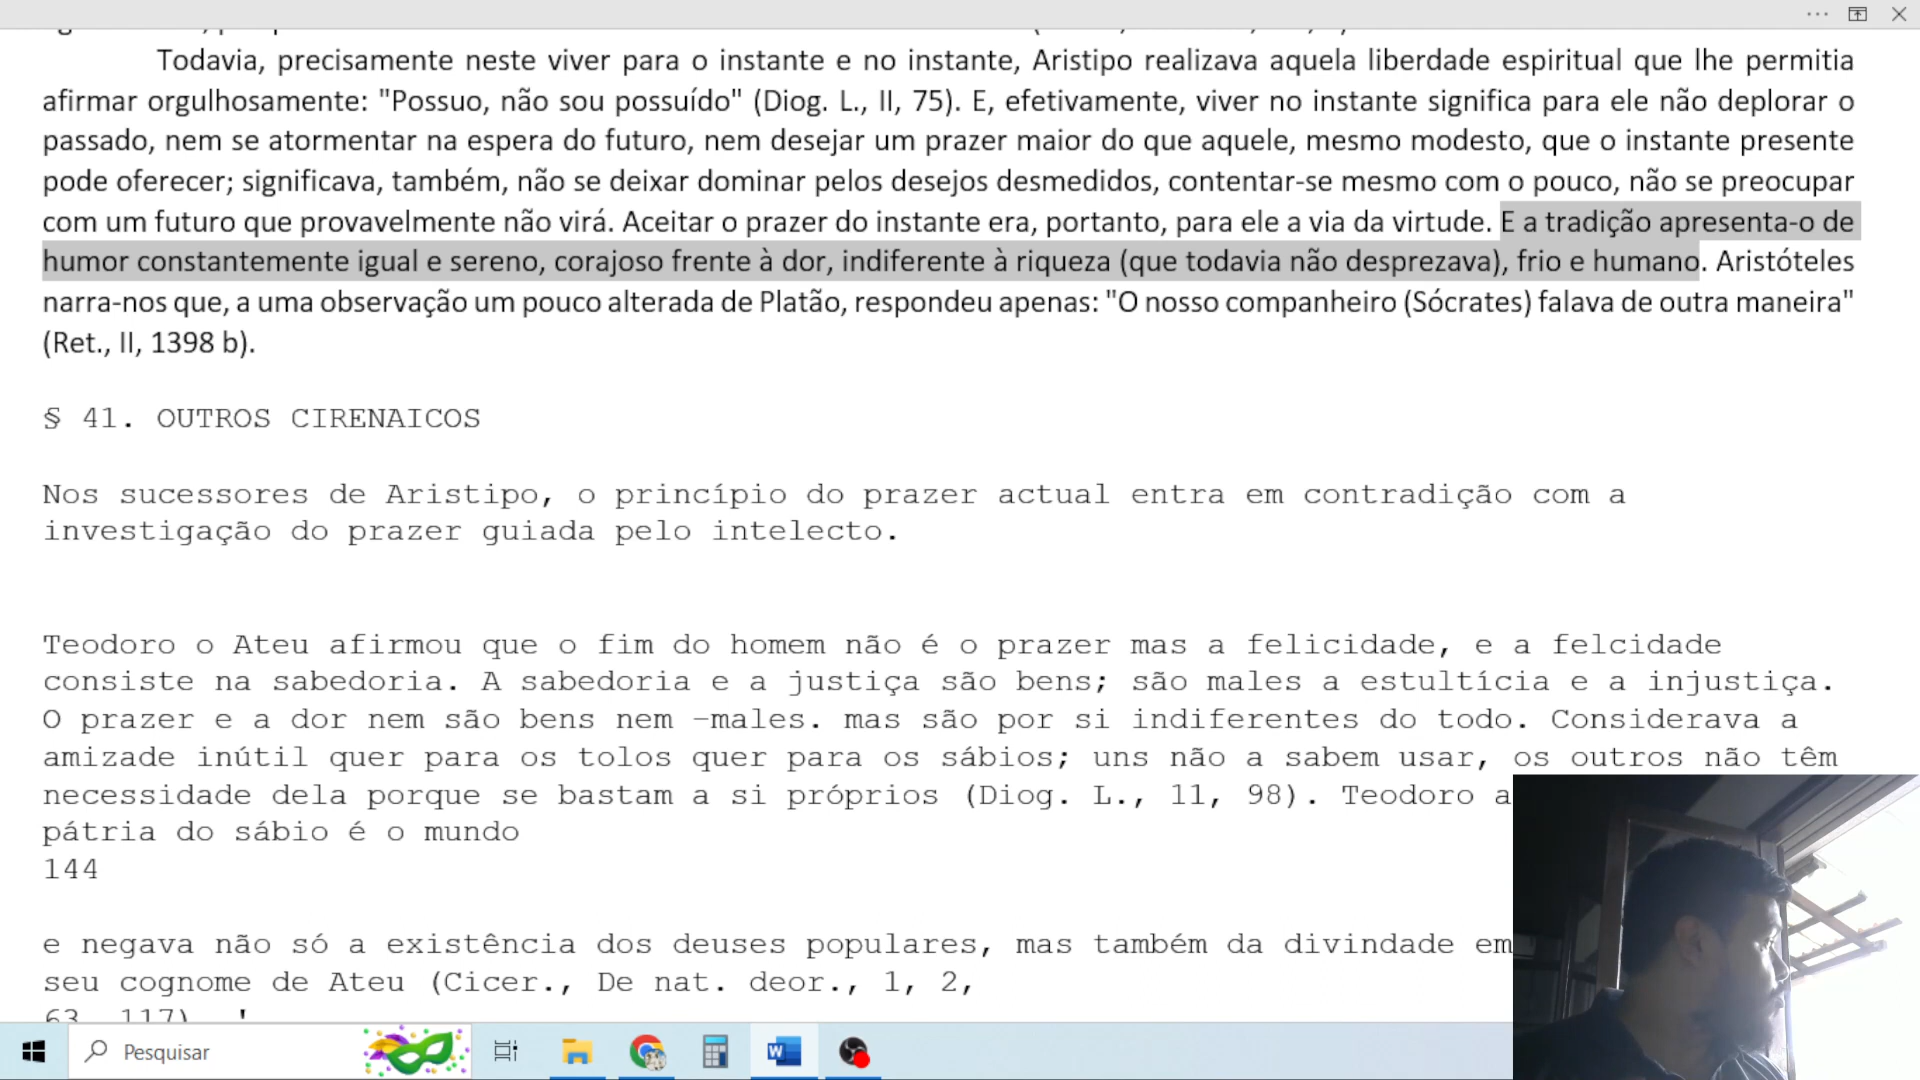 Todavia, precisamente neste viver para o instante e no instante, Aristipo realizava aquela liberdade espiritual que lhe permitia
afirmar orgulhosamente: "Possuo, não sou possuído" (Diog. L., II, 75). E, efetivamente, viver no instante significa para ele não deplorar o
passado, nem se atormentar na espera do futuro, nem desejar um prazer maior do que aquele, mesmo modesto, que o instante presente
pode oferecer; significava, também, não se deixar dominar pelos desejos desmedidos, contentar-se mesmo com o pouco, não se preocupar
com um futuro que provavelmente não virá. Aceitar o prazer do instante era, portanto, para ele a via da virtude. E a tradição apresenta-o de
humor constantemente igual e sereno, corajoso frente à dor, indiferente à riqueza (que todavia não desprezava), frio e humano. Aristóteles
narra-nos que, a uma observação um pouco alterada de Platão, respondeu apenas: "O nosso companheiro (Sócrates) falava de outra maneira"
(Ret., II, 1398 b).
§ 41. OUTROS CIRENAICOS
Nos sucessores de Aristipo, o princípio do prazer actual entra em contradição com a
investigação do prazer guiada pelo intelecto.
Teodoro o Ateu afirmou que o fim do homem não é o prazer mas a felicidade, e a felcidade
consiste na sabedoria. A sabedoria e a justiça são bens; são males a estultícia e a injustiça.
O prazer e a dor nem são bens nem –males. mas são por si indiferentes do todo. Considerava a
amizade inútil quer para os tolos quer para os sábios; uns não a sabem usar, os outros não têm
necessidade dela porque se bastam a si próprios (Diog. L., 11, 98). Teodoro a
pátria do sábio é o mundo
144
e negava não só a existência dos deuses populares, mas também da divindade em
seu cognome de Ateu (Cicer., De nat. deor., 1, 2,
63, 117). '
Pesquisar